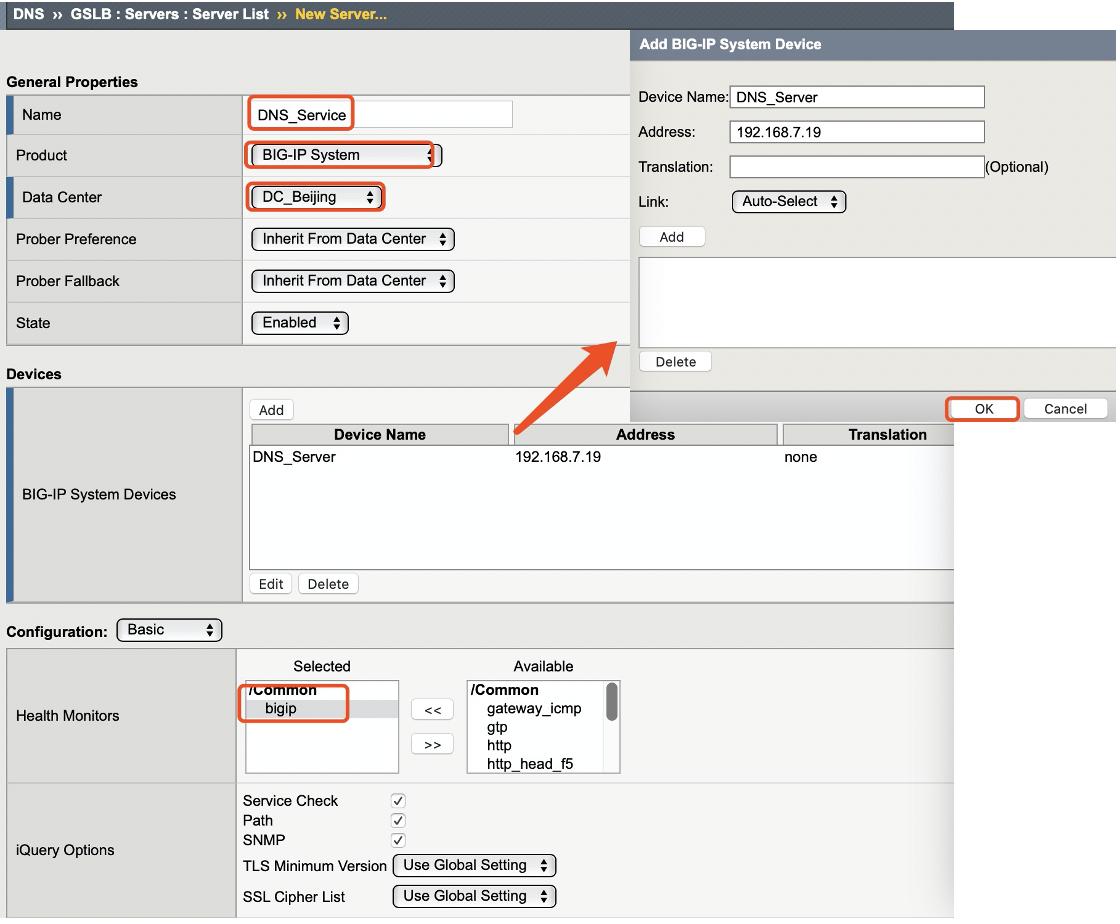 DNS ›› GSLB : Servers : Server List ›› New Server...
General Properties
Name DNS_Service
Product BIG-IP System
Data Center DC_Beijing
Prober Preference Inherit From Data Center
Prober Fallback Inherit From Data Center
State Enabled
Add BIG-IP System Device
Device Name: DNS_Server
Address: 192.168.7.19
Translation: (Optional)
Link: Auto-Select
Add
Delete
OK Cancel
Devices
BIG-IP System Devices
Add
Device Name Address Translation
DNS_Server 192.168.7.19 none
Edit Delete
Configuration: Basic
Health Monitors
Selected Available
/Common /Common
bigip << gateway_icmp
gtp
>> http
http_head_f5
iQuery Options
Service Check
Path
SNMP
TLS Minimum Version Use Global Setting
SSL Cipher List Use Global Setting